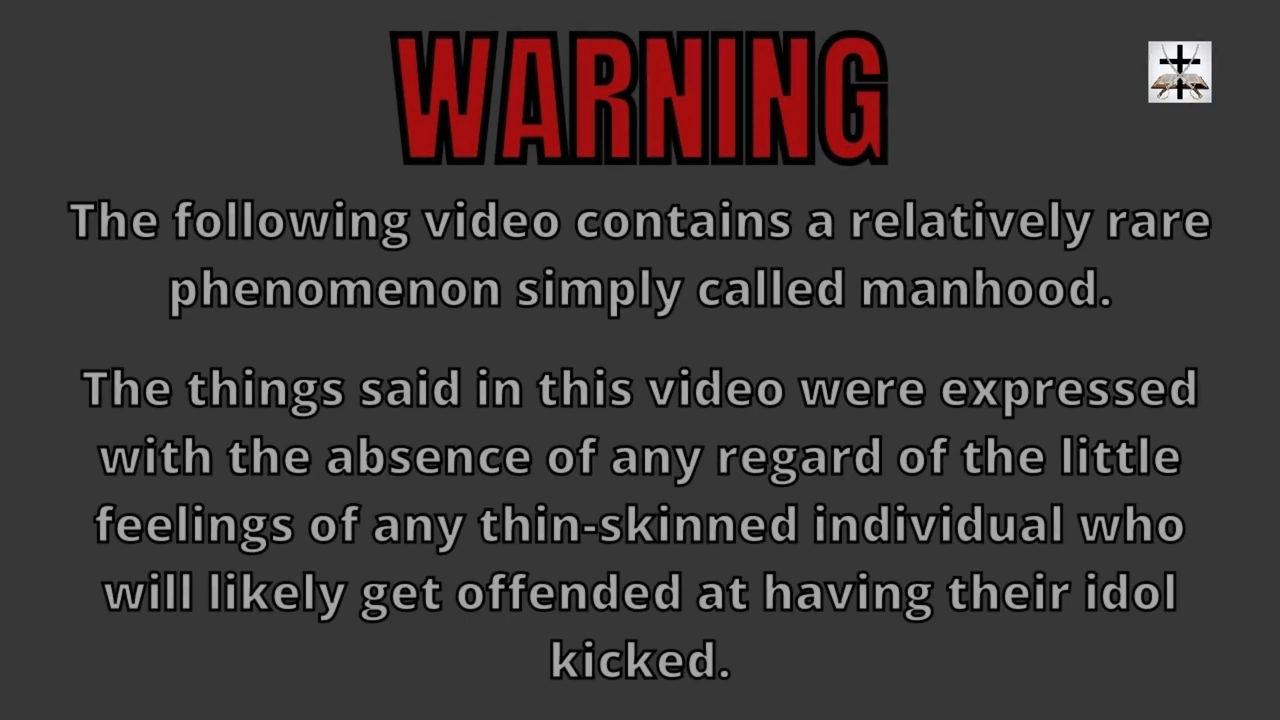 WARNING
The following video contains a relatively rare
phenomenon simply called manhood.
The things said in this video were expressed
with the absence of any regard of the little
feelings of any thin-skinned individual who
will likely get offended at having their idol
kicked.